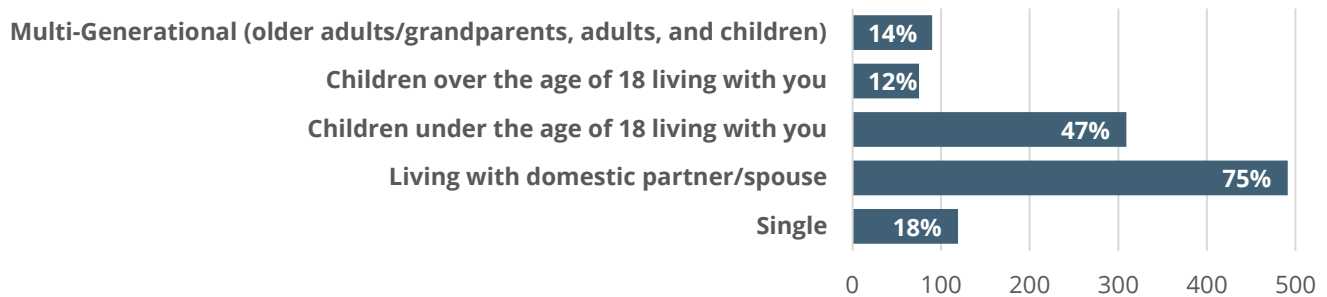 Multi-Generational (older adults/grandparents, adults, and children) 14%
Children over the age of 18 living with you 12%
Children under the age of 18 living with you 47%
Living with domestic partner/spouse 75%
Single 18%
0 100 200 300 400 500